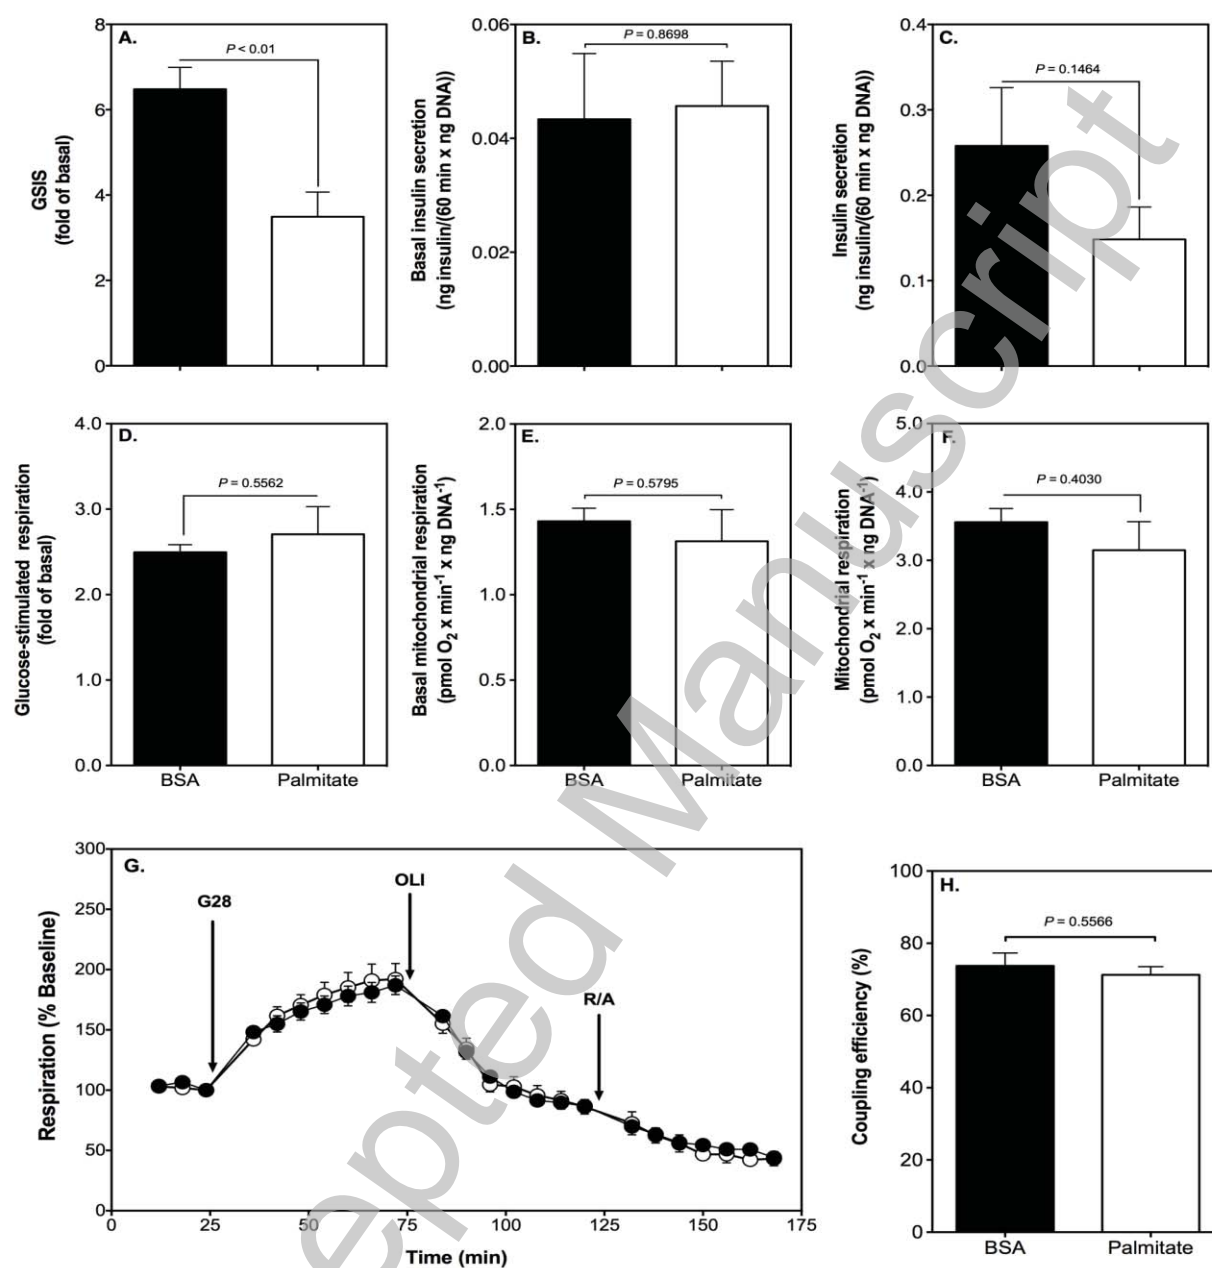 A.
P < 0.01
8
6
4
2
0
GSIS
(fold of basal)
B.
P = 0.8698
0.06
0.04
0.02
0.00
Basal insulin secretion
(ng insulin/(60 min x ng DNA))
C.
P = 0.1464
0.4
0.3
0.2
0.1
0.0
Insulin secretion
(ng insulin/(60 min x ng DNA))
D.
P = 0.5562
4.0
3.0
2.0
1.0
0.0
Glucose-stimulated respiration
(fold of basal)
BSA
Palmitate
E.
P = 0.5795
2.0
1.5
1.0
0.5
0.0
Basal mitochondrial respiration
(pmol O2 x min-1 x ng DNA-1)
BSA
Palmitate
F.
P = 0.4030
5.0
4.0
3.0
2.0
1.0
0.0
Mitochondrial respiration
(pmol O2 x min-1 x ng DNA-1)
BSA
Palmitate
G.
G28
OLI
R/A
300
250
200
150
100
50
0
Respiration (% Baseline)
0 25 50 75 100 125 150 175
Time (min)
H.
P = 0.5566
100
80
60
40
20
0
Coupling efficiency (%)
BSA
Palmitate
epted Manuscript